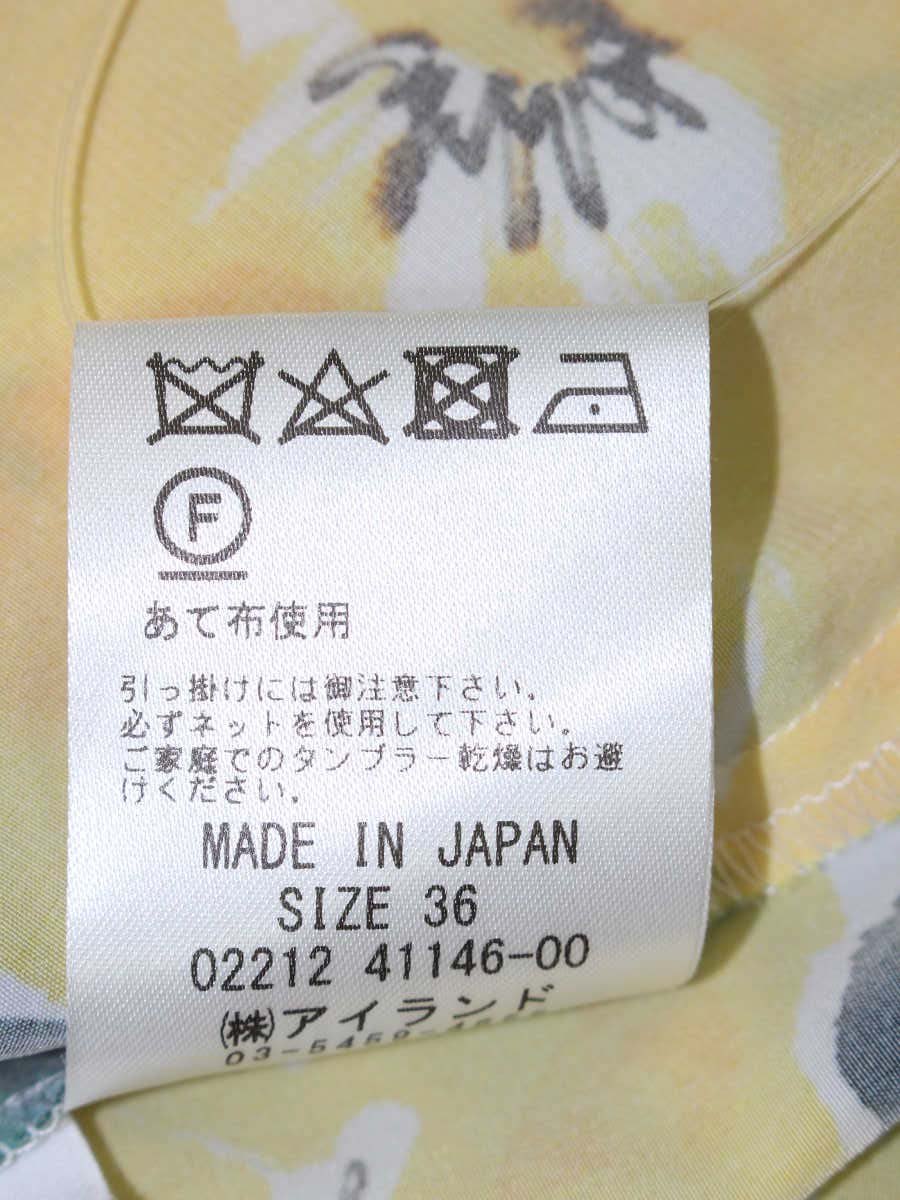 F
あて布使用
引っ掛けには御注意下さい。
必ずネットを使用して下さい。
ご家庭でのタンブラー乾燥はお避
けください。
MADE IN JAPAN
SIZE 36
02212 41146-00
(株)アイランド
03-5459-